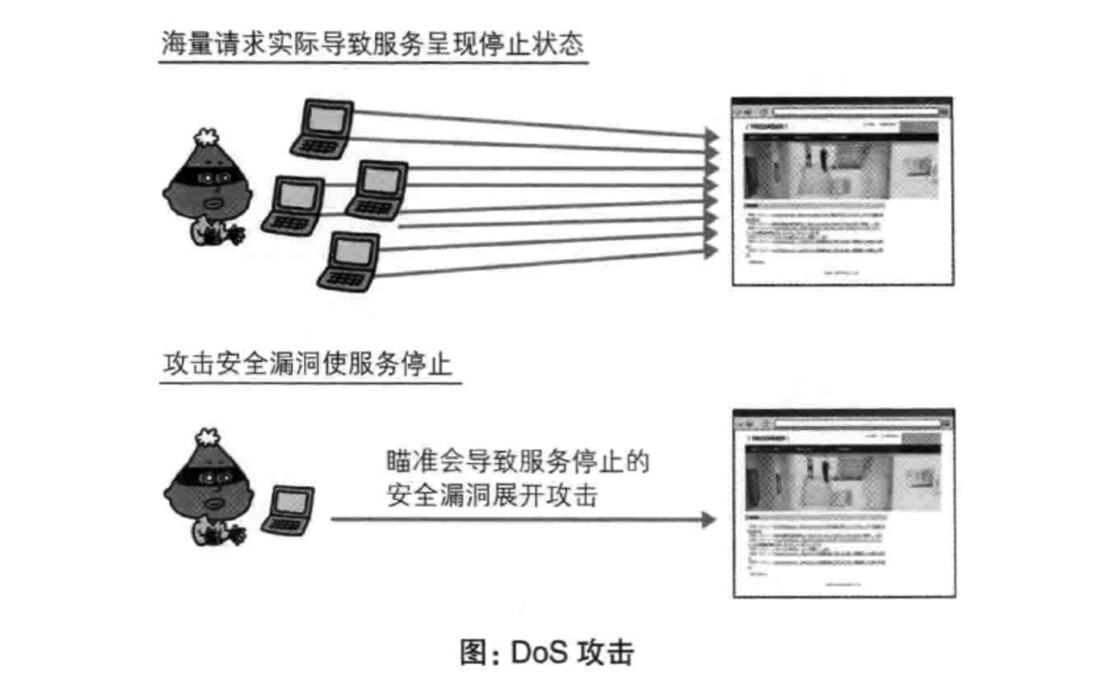 海量请求实际导致服务呈现停止状态
攻击安全漏洞使服务停止
瞄准会导致服务停止的
安全漏洞展开攻击
图：DoS 攻击